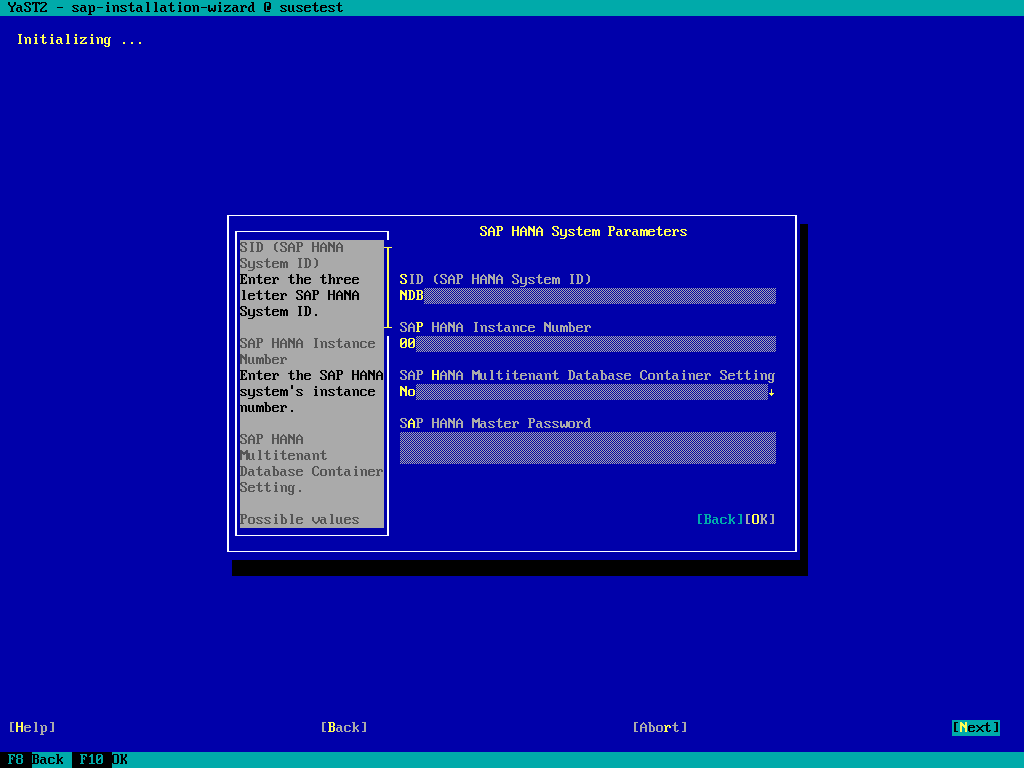 YaST2 - sap-installation-wizard @ susetest
Initializing ...
SAP HANA System Parameters
SID (SAP HANA
System ID)
Enter the three
letter SAP HANA
System ID.
SAP HANA Instance
Number
Enter the SAP HANA
system's instance
number.
SAP HANA
Multitenant
Database Container
Setting.
Possible values
SID (SAP HANA System ID)
NDB
SAP HANA Instance Number
00
SAP HANA Multitenant Database Container Setting
No↓
SAP HANA Master Password
[Back][OK]
[Help] [Back] [Abort] [Next]
F8 Back F10 OK